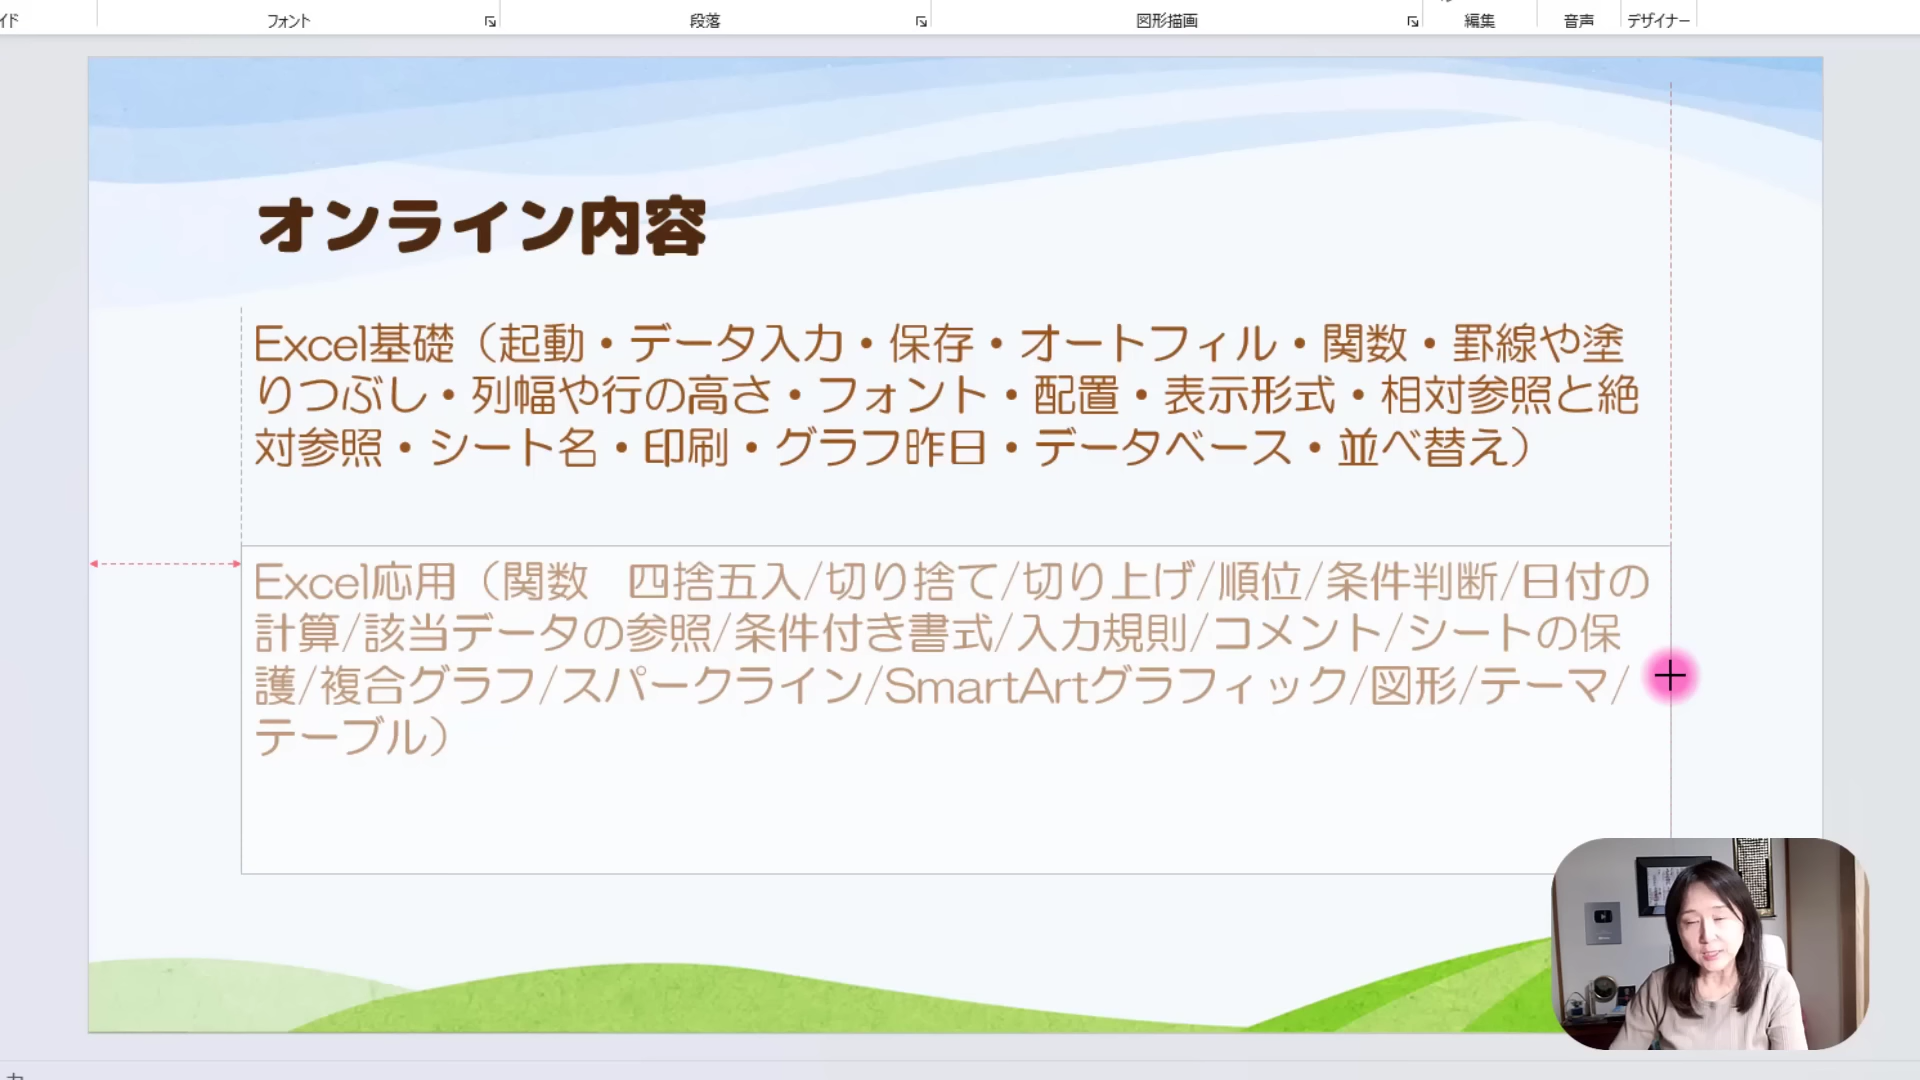 イド
フォント
段落
図形描画
編集
音声
デザイナー
オンライン内容
Excel基礎（起動・データ入力・保存・オートフィル・関数・罫線や塗
りつぶし・列幅や行の高さ・フォント・配置・表示形式・相対参照と絶
対参照・シート名・印刷・グラフ昨日・データベース・並べ替え）
Excel応用（関数　四捨五入/切り捨て/切り上げ/順位/条件判断/日付の
計算/該当データの参照/条件付き書式/入力規則/コメント/シートの保
護/複合グラフ/スパークライン/SmartArtグラフィック/図形/テーマ/
テーブル）